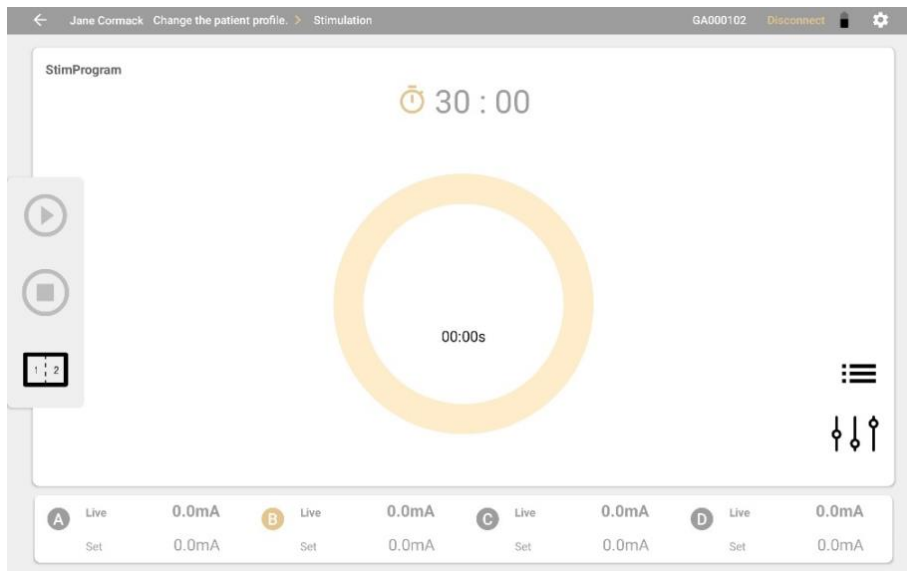 Jane Cormack Change the patient profile. > Stimulation GA000102 Disconnect
StimProgram
30 : 00
00:00s
1 2
A Live 0.0mA B Live 0.0mA C Live 0.0mA D Live 0.0mA
Set 0.0mA Set 0.0mA Set 0.0mA Set 0.0mA